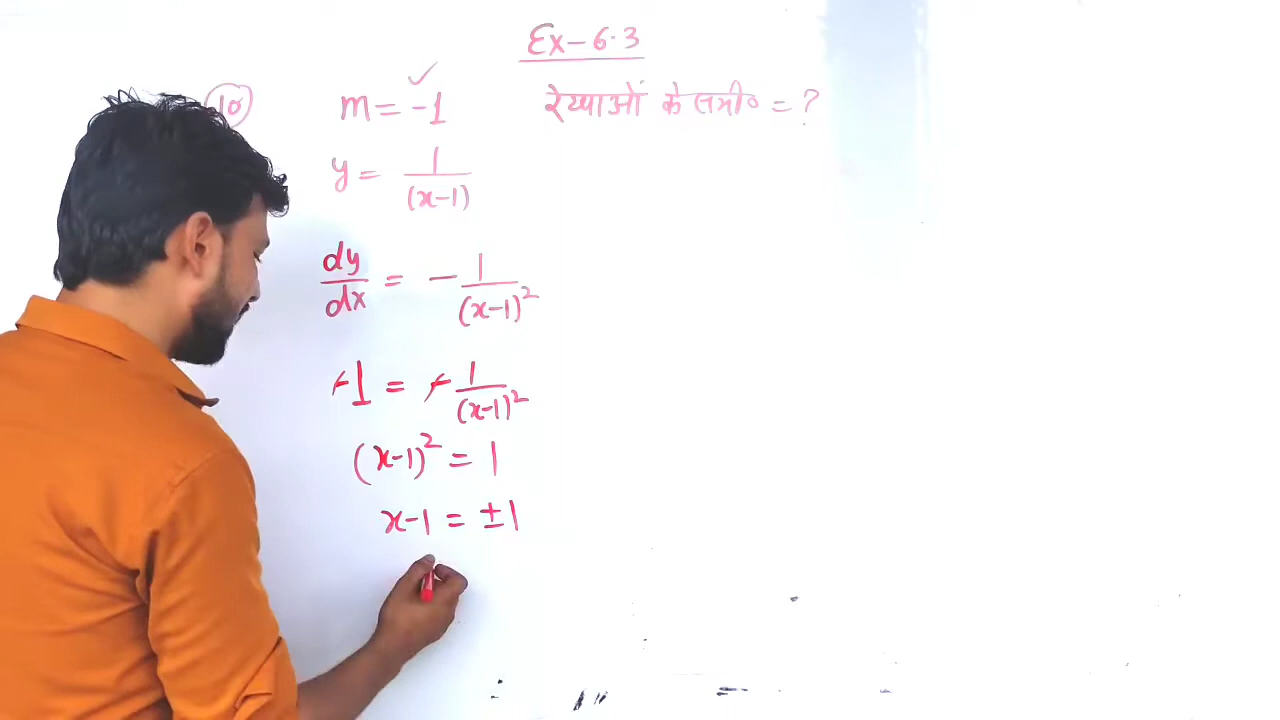 Ex-6.3
10 m = -1 ✓ रेखाओं के समी० = ?
y = 1/(x-1)
dy/dx = -1/(x-1)²
-1 = -1/(x-1)²
(x-1)² = 1
x-1 = ±1